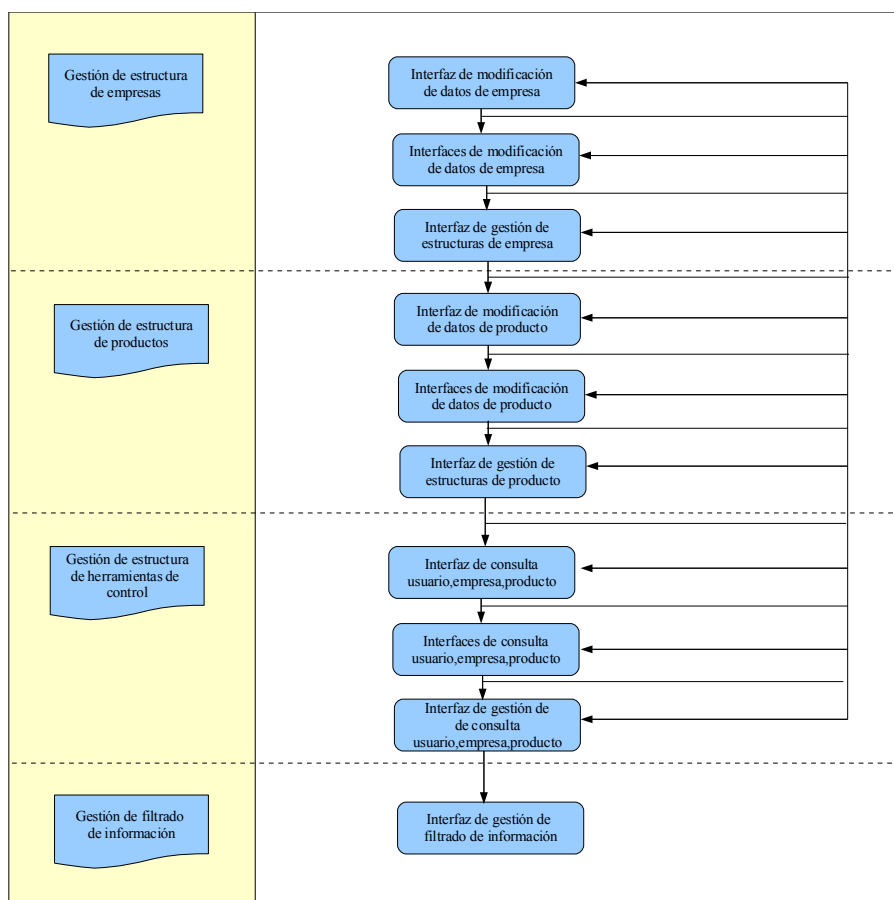 Gestión de estructura
de empresas
Interfaz de modificación
de datos de empresa
Interfaces de modificación
de datos de empresa
Interfaz de gestión de
estructuras de empresa
Gestión de estructura
de productos
Interfaz de modificación
de datos de producto
Interfaces de modificación
de datos de producto
Interfaz de gestión de
estructuras de producto
Gestión de estructura
de herramientas de
control
Interfaz de consulta
usuario,empresa,producto
Interfaces de consulta
usuario,empresa,producto
Interfaz de gestión de
de consulta
usuario,empresa,producto
Gestión de filtrado
de información
Interfaz de gestión de
filtrado de información